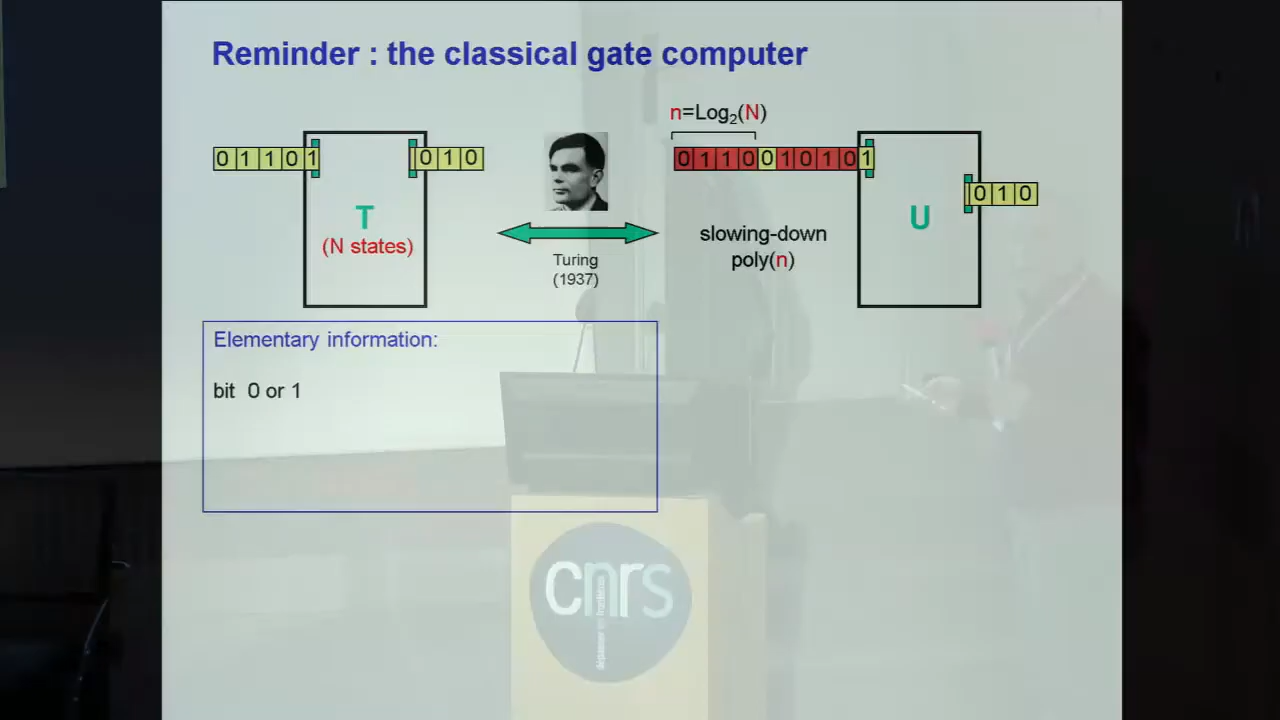 Reminder : the classical gate computer
n=Log2(N)
0 1 1 0 1
0 1 0
0 1 1 0 0 1 0 1 0 1
0 1 0
T
(N states)
U
slowing-down
poly(n)
Turing
(1937)
Elementary information:
bit 0 or 1
cnrs